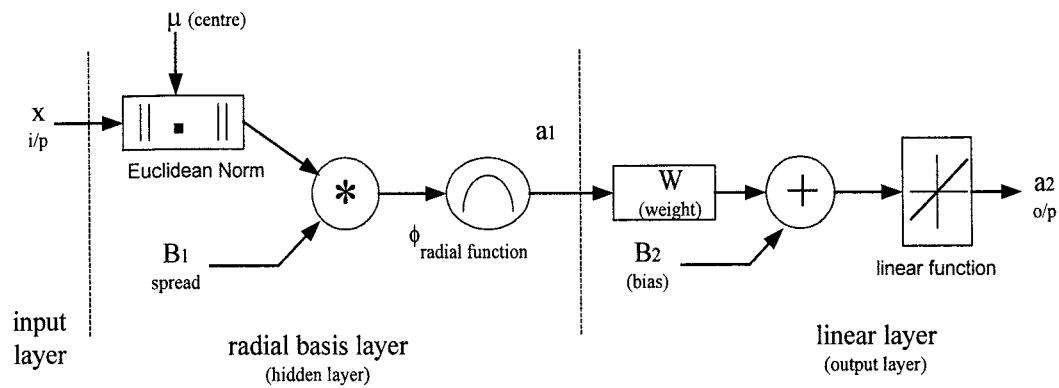 μ (centre)
x
i/p
|| . ||
Euclidean Norm
*
B1
spread
ϕ radial function
a1
W
(weight)
+
B2
(bias)
linear function
a2
o/p
input
layer
radial basis layer
(hidden layer)
linear layer
(output layer)